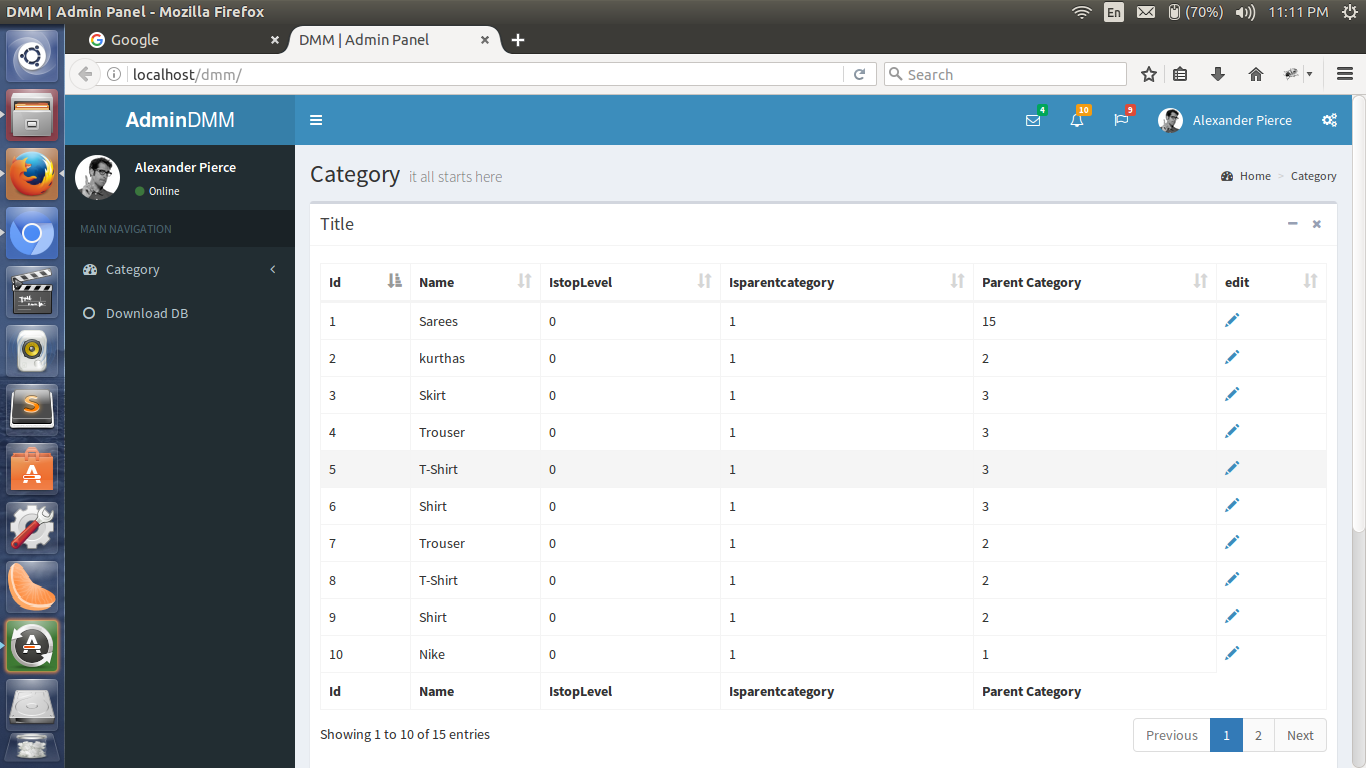 DMM | Admin Panel - Mozilla Firefox
En (70%) 11:11 PM
Google DMM | Admin Panel
localhost/dmm/ Search
AdminDMM 4 10 9 Alexander Pierce
Alexander Pierce
Online
MAIN NAVIGATION
Category
Download DB
Category it all starts here Home > Category
Title
Id Name IstopLevel Isparentcategory Parent Category edit
1 Sarees 0 1 15
2 kurthas 0 1 2
3 Skirt 0 1 3
4 Trouser 0 1 3
5 T-Shirt 0 1 3
6 Shirt 0 1 3
7 Trouser 0 1 2
8 T-Shirt 0 1 2
9 Shirt 0 1 2
10 Nike 0 1 1
Id Name IstopLevel Isparentcategory Parent Category
Showing 1 to 10 of 15 entries Previous 1 2 Next